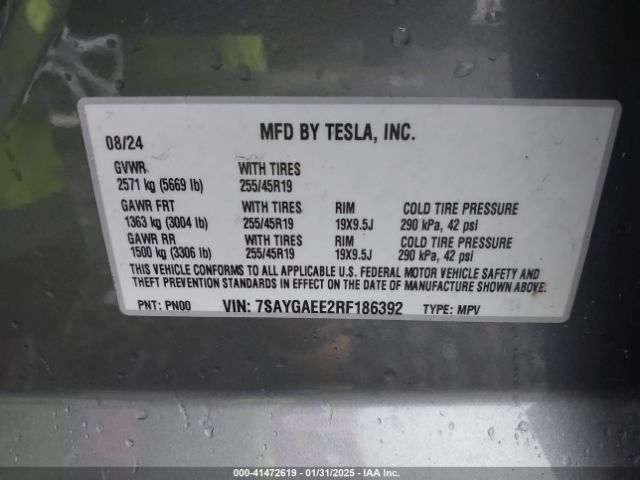 MFD BY TESLA, INC.
08/24
GVWR WITH TIRES
2571 kg (5669 lb) 255/45R19
GAWR FRT WITH TIRES RIM COLD TIRE PRESSURE
1363 kg (3004 lb) 255/45R19 19X9.5J 290 kPa, 42 psi
GAWR RR WITH TIRES RIM COLD TIRE PRESSURE
1500 kg (3306 lb) 255/45R19 19X9.5J 290 kPa, 42 psi
THIS VEHICLE CONFORMS TO ALL APPLICABLE U.S. FEDERAL MOTOR VEHICLE SAFETY AND
THEFT PREVENTION STANDARDS IN EFFECT ON THE DATE OF MANUFACTURE SHOWN ABOVE.
PNT: PN00 VIN: 7SAYGAEE2RF186392 TYPE: MPV
000-41472619 - 01/31/2025 - IAA Inc.